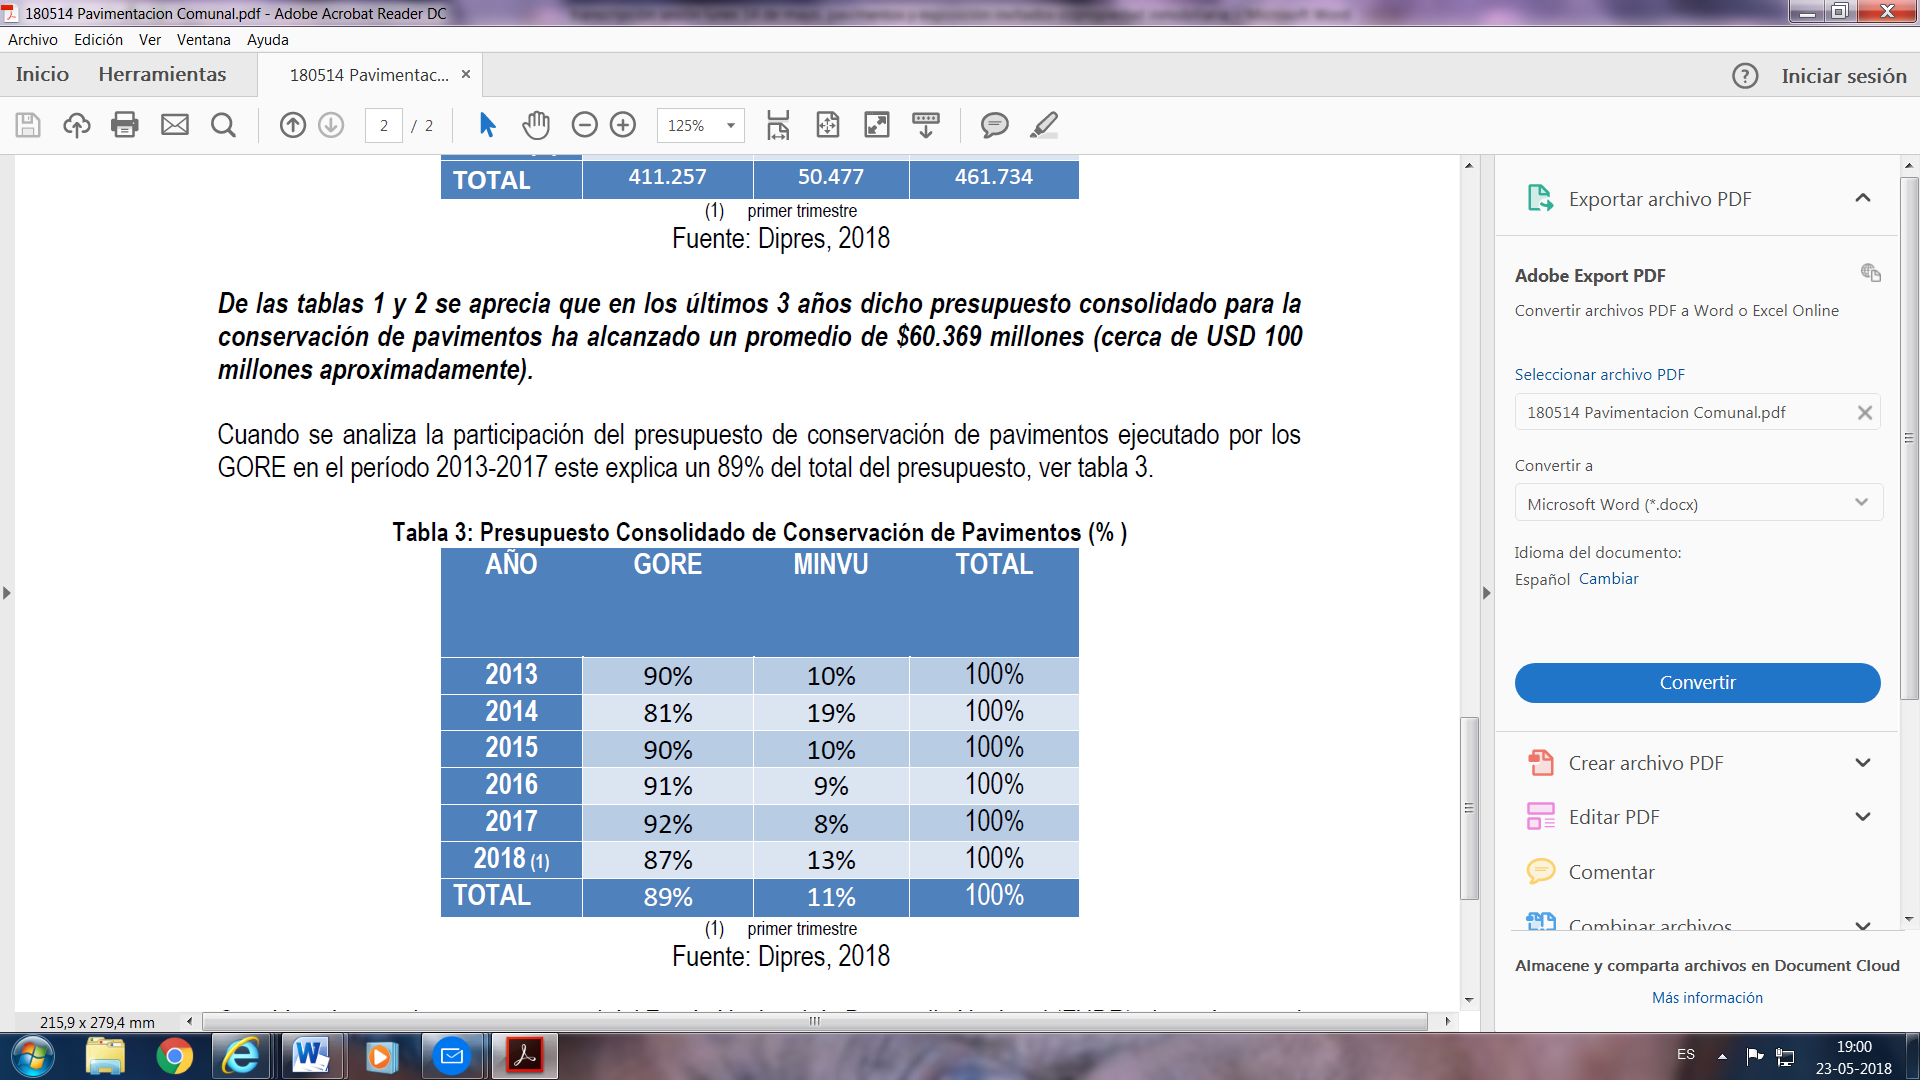 180514 Pavimentacion Comunal.pdf - Adobe Acrobat Reader DC
Archivo Edición Ver Ventana Ayuda
Inicio Herramientas 180514 Pavimentac... × ? Iniciar sesión
2 / 2 125%
TOTAL 411.257 50.477 461.734
(1) primer trimestre
Fuente: Dipres, 2018
De las tablas 1 y 2 se aprecia que en los últimos 3 años dicho presupuesto consolidado para la
conservación de pavimentos ha alcanzado un promedio de $60.369 millones (cerca de USD 100
millones aproximadamente).
Cuando se analiza la participación del presupuesto de conservación de pavimentos ejecutado por los
GORE en el período 2013-2017 este explica un 89% del total del presupuesto, ver tabla 3.
Tabla 3: Presupuesto Consolidado de Conservación de Pavimentos (% )
AÑO GORE MINVU TOTAL
2013 90% 10% 100%
2014 81% 19% 100%
2015 90% 10% 100%
2016 91% 9% 100%
2017 92% 8% 100%
2018 (1) 87% 13% 100%
TOTAL 89% 11% 100%
(1) primer trimestre
Fuente: Dipres, 2018
215,9 x 279,4 mm
Exportar archivo PDF
Adobe Export PDF
Convertir archivos PDF a Word o Excel Online
Seleccionar archivo PDF
180514 Pavimentacion Comunal.pdf
Convertir a
Microsoft Word (*.docx)
Idioma del documento:
Español Cambiar
Convertir
Crear archivo PDF
Editar PDF
Comentar
Combinar archivos
Almacene y comparta archivos en Document Cloud
Más información
ES
19:00
23-05-2018